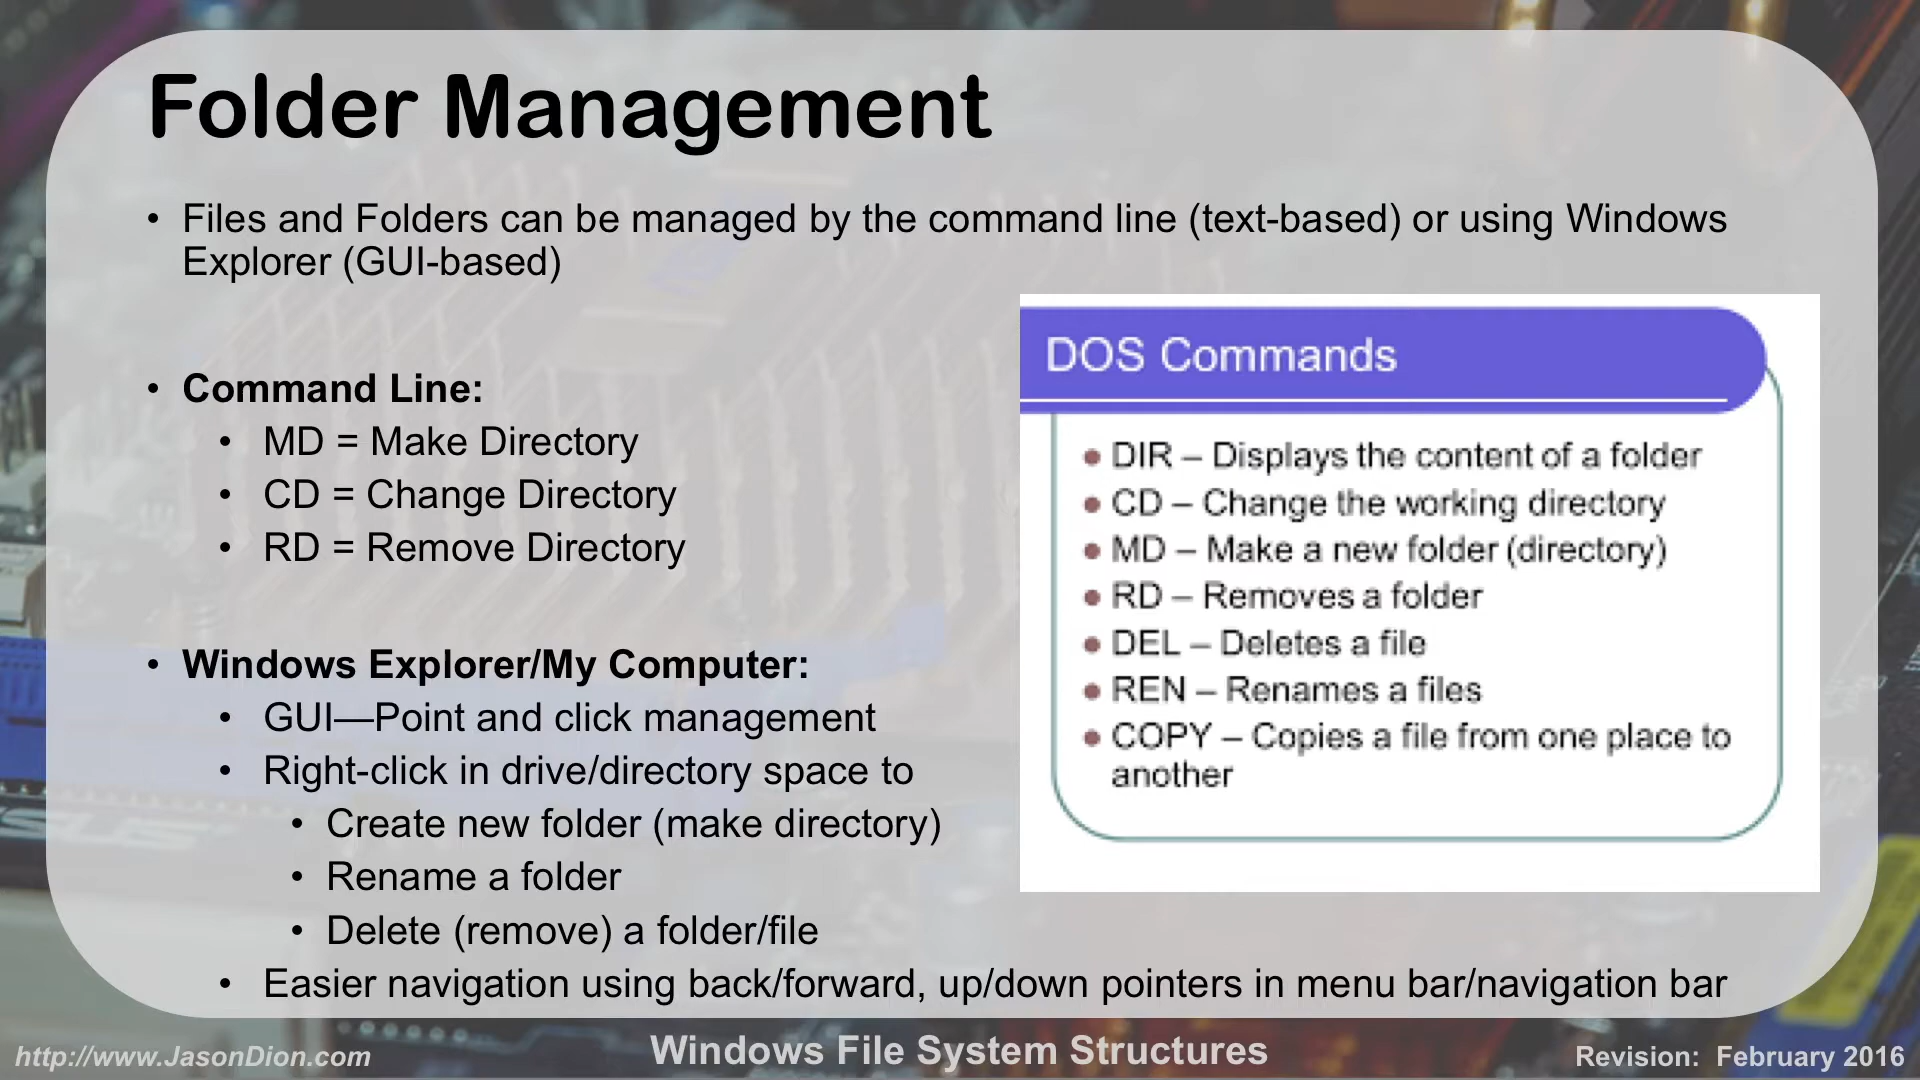 Folder Management
• Files and Folders can be managed by the command line (text-based) or using Windows
Explorer (GUI-based)
• Command Line:
• MD = Make Directory
• CD = Change Directory
• RD = Remove Directory
• Windows Explorer/My Computer:
• GUI—Point and click management
• Right-click in drive/directory space to
• Create new folder (make directory)
• Rename a folder
• Delete (remove) a folder/file
• Easier navigation using back/forward, up/down pointers in menu bar/navigation bar
DOS Commands
• DIR – Displays the content of a folder
• CD – Change the working directory
• MD – Make a new folder (directory)
• RD – Removes a folder
• DEL – Deletes a file
• REN – Renames a files
• COPY – Copies a file from one place to
another
http://www.JasonDion.com
Windows File System Structures
Revision: February 2016